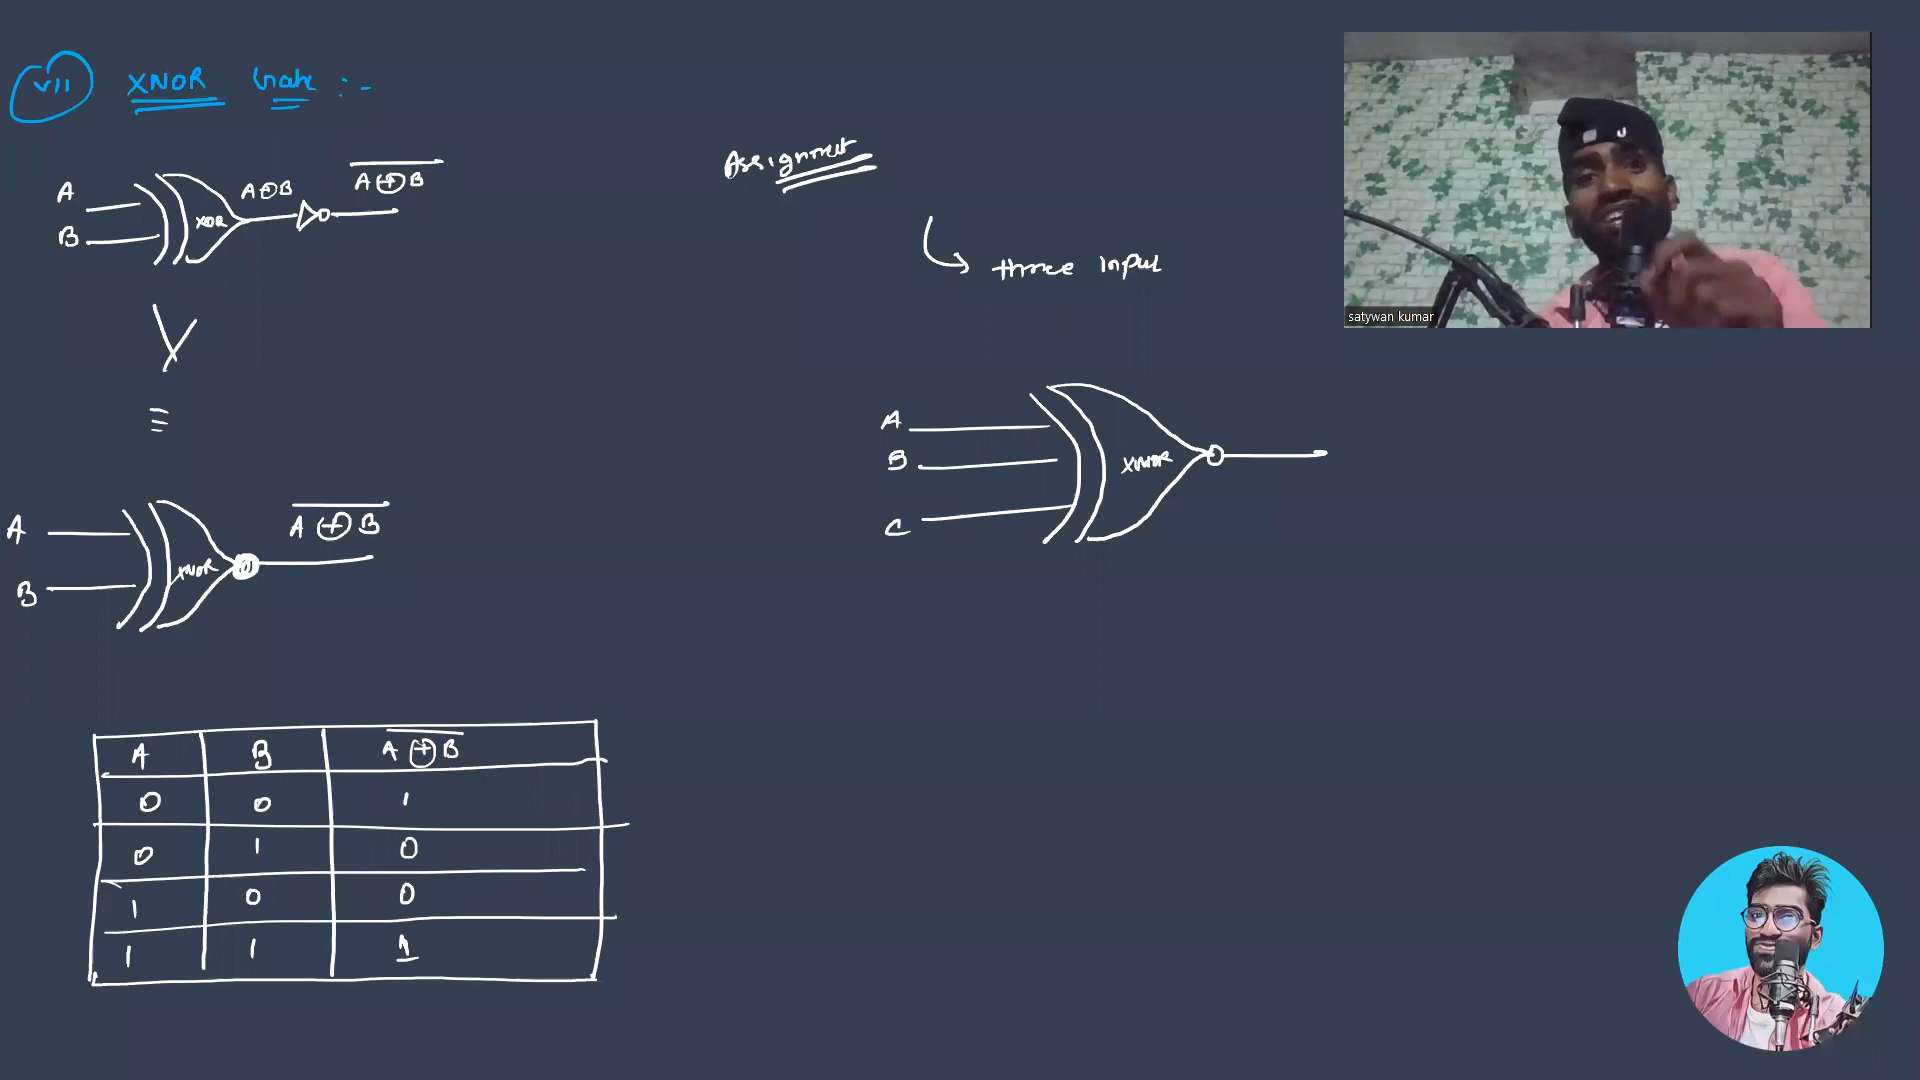 vii XNOR Gate :-
A
B
XOR
A⊕B
A̅ ̅⊕̅ ̅B̅
≡
A
B
XNOR
A̅ ̅⊕̅ ̅B̅
A B A̅ ̅⊕̅ ̅B̅
0 0 1
0 1 0
1 0 0
1 1 1
Assignment
three input
A
B
C
XNOR
satywan kumar